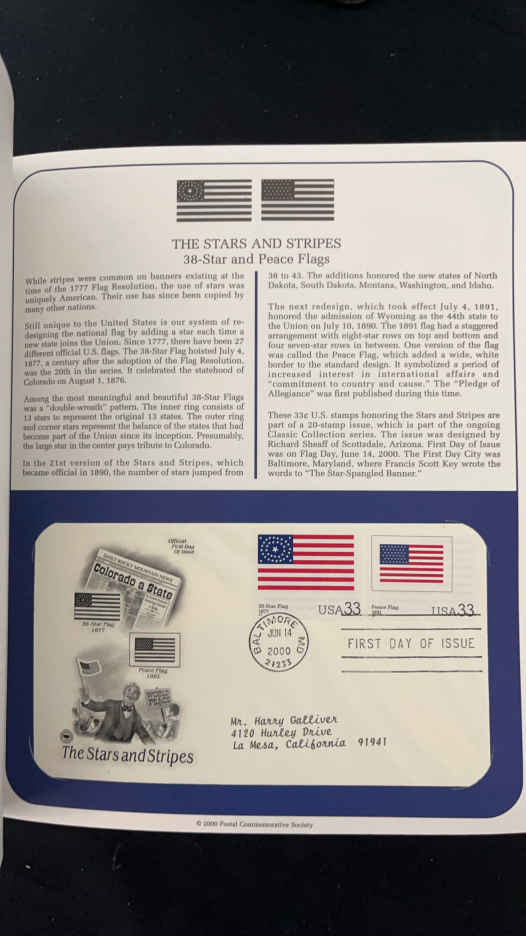 THE STARS AND STRIPES
38-Star and Peace Flags
While stripes were common on banners existing at the
time of the 1777 Flag Resolution, the use of stars was
uniquely American. Their use has since been copied by
many other nations.
Still unique to the United States is our system of re-
designing the national flag by adding a star each time a
new state joins the Union. Since 1777, there have been 27
different official U.S. flags. The 38-Star Flag hoisted July 4,
1877, a century after the adoption of the Flag Resolution,
was the 20th in the series. It celebrated the statehood of
Colorado on August 1, 1876.
Among the most meaningful and beautiful 38-Star Flags
was a "double-wreath" pattern. The inner ring consists of
13 stars to represent the original 13 states. The outer ring
and corner stars represent the balance of the states that had
become part of the Union since its inception. Presumably,
the large star in the center pays tribute to Colorado.
In the 21st version of the Stars and Stripes, which
became official in 1890, the number of stars jumped from
38 to 43. The additions honored the new states of North
Dakota, South Dakota, Montana, Washington, and Idaho.
The next redesign, which took effect July 4, 1891,
honored the admission of Wyoming as the 44th state to
the Union on July 10, 1890. The 1891 flag had a staggered
arrangement with eight-star rows on top and bottom and
four seven-star rows in between. One version of the flag
was called the Peace Flag, which added a wide, white
border to the standard design. It symbolized a period of
increased interest in international affairs and
"commitment to country and cause." The "Pledge of
Allegiance" was first published during this time.
These 33¢ U.S. stamps honoring the Stars and Stripes are
part of a 20-stamp issue, which is part of the ongoing
Classic Collection series. The issue was designed by
Richard Sheaff of Scottsdale, Arizona. First Day of Issue
was on Flag Day, June 14, 2000. The First Day City was
Baltimore, Maryland, where Francis Scott Key wrote the
words to "The Star-Spangled Banner."
Official
First Day
Of Issue
DAILY ROCKY MOUNTAIN NEWS
Colorado a State
38-Star Flag
1877
Peace Flag
1891
The Stars and Stripes
38-Star Flag
1877
USA33
Peace Flag
1891
USA33
BALTIMORE MD
JUN 14
2000
21233
FIRST DAY OF ISSUE
Mr. Harry Galliver
4120 Hurley Drive
La Mesa, California 91941
© 2000 Postal Commemorative Society